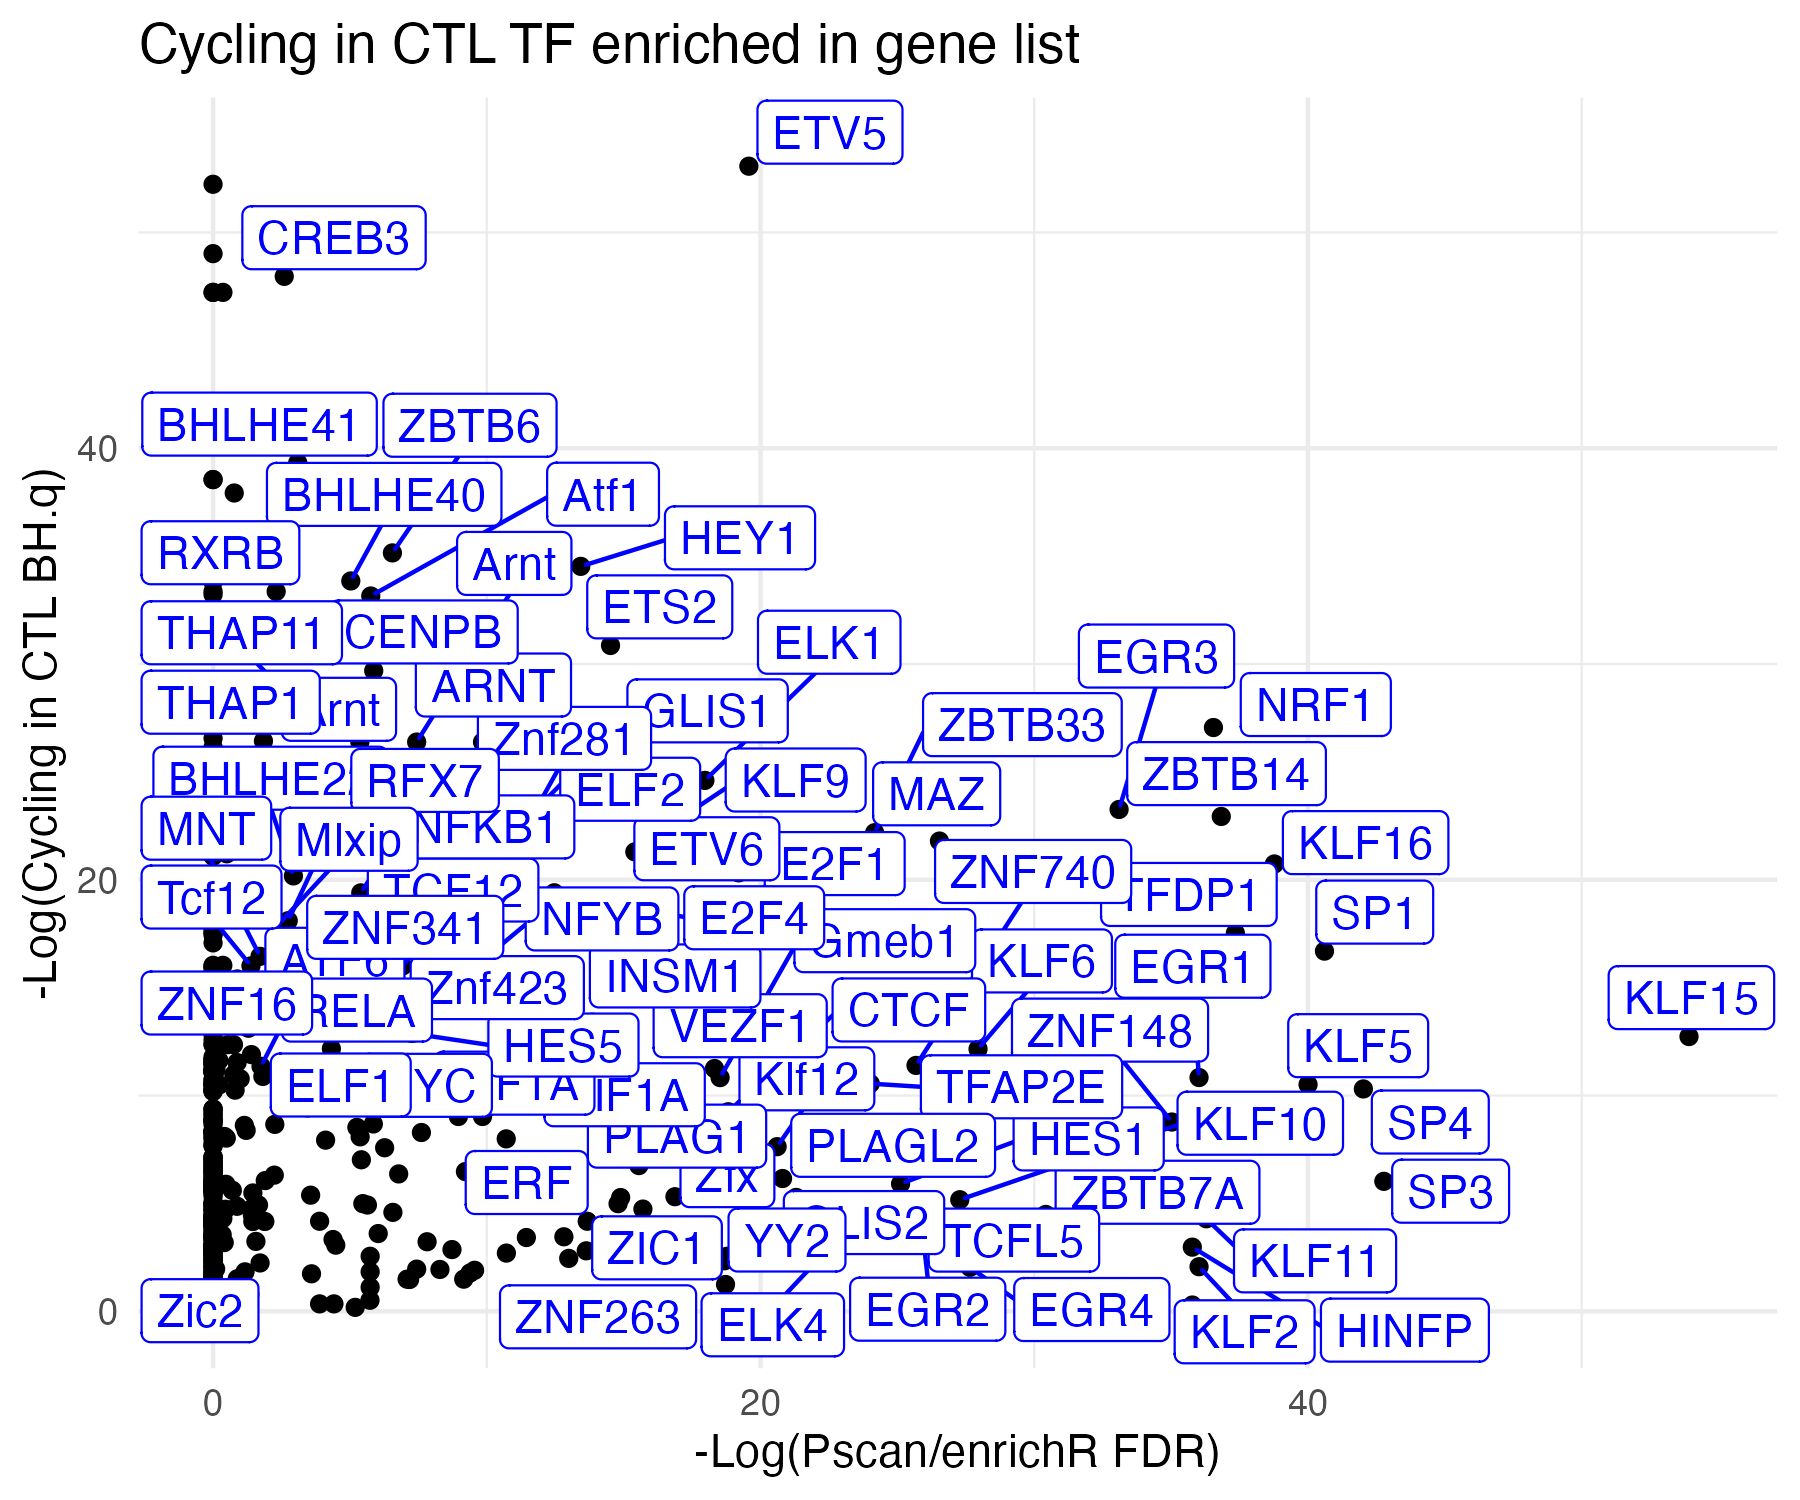 Cycling in CTL TF enriched in gene list
ETV5
CREB3
BHLHE41
ZBTB6
BHLHE40
Atf1
HEY1
RXRB
Arnt
ETS2
THAP11
CENPB
ELK1
EGR3
ARNT
THAP1
Arnt
GLIS1
NRF1
ZBTB33
Znf281
BHLHE22
RFX7
ELF2
KLF9
MAZ
ZBTB14
MNT
Mlxip
NFKB1
ETV6
E2F1
KLF16
ZNF740
TFDP1
Tcf12
TCF12
ZNF341
NFYB
E2F4
SP1
Gmeb1
ATF6
KLF6
EGR1
INSM1
Znf423
ZNF16
RELA
CTCF
KLF15
VEZF1
ZNF148
HES5
KLF5
ELF1
YC
F1A
IF1A
Klf12
TFAP2E
PLAG1
PLAGL2
HES1
KLF10
SP4
ERF
Zfx
ZBTB7A
SP3
LIS2
ZIC1
YY2
TCFL5
KLF11
Zic2
ZNF263
ELK4
EGR2
EGR4
KLF2
HINFP
40
20
0
0
20
40
-Log(Pscan/enrichR FDR)
-Log(Cycling in CTL BH.q)